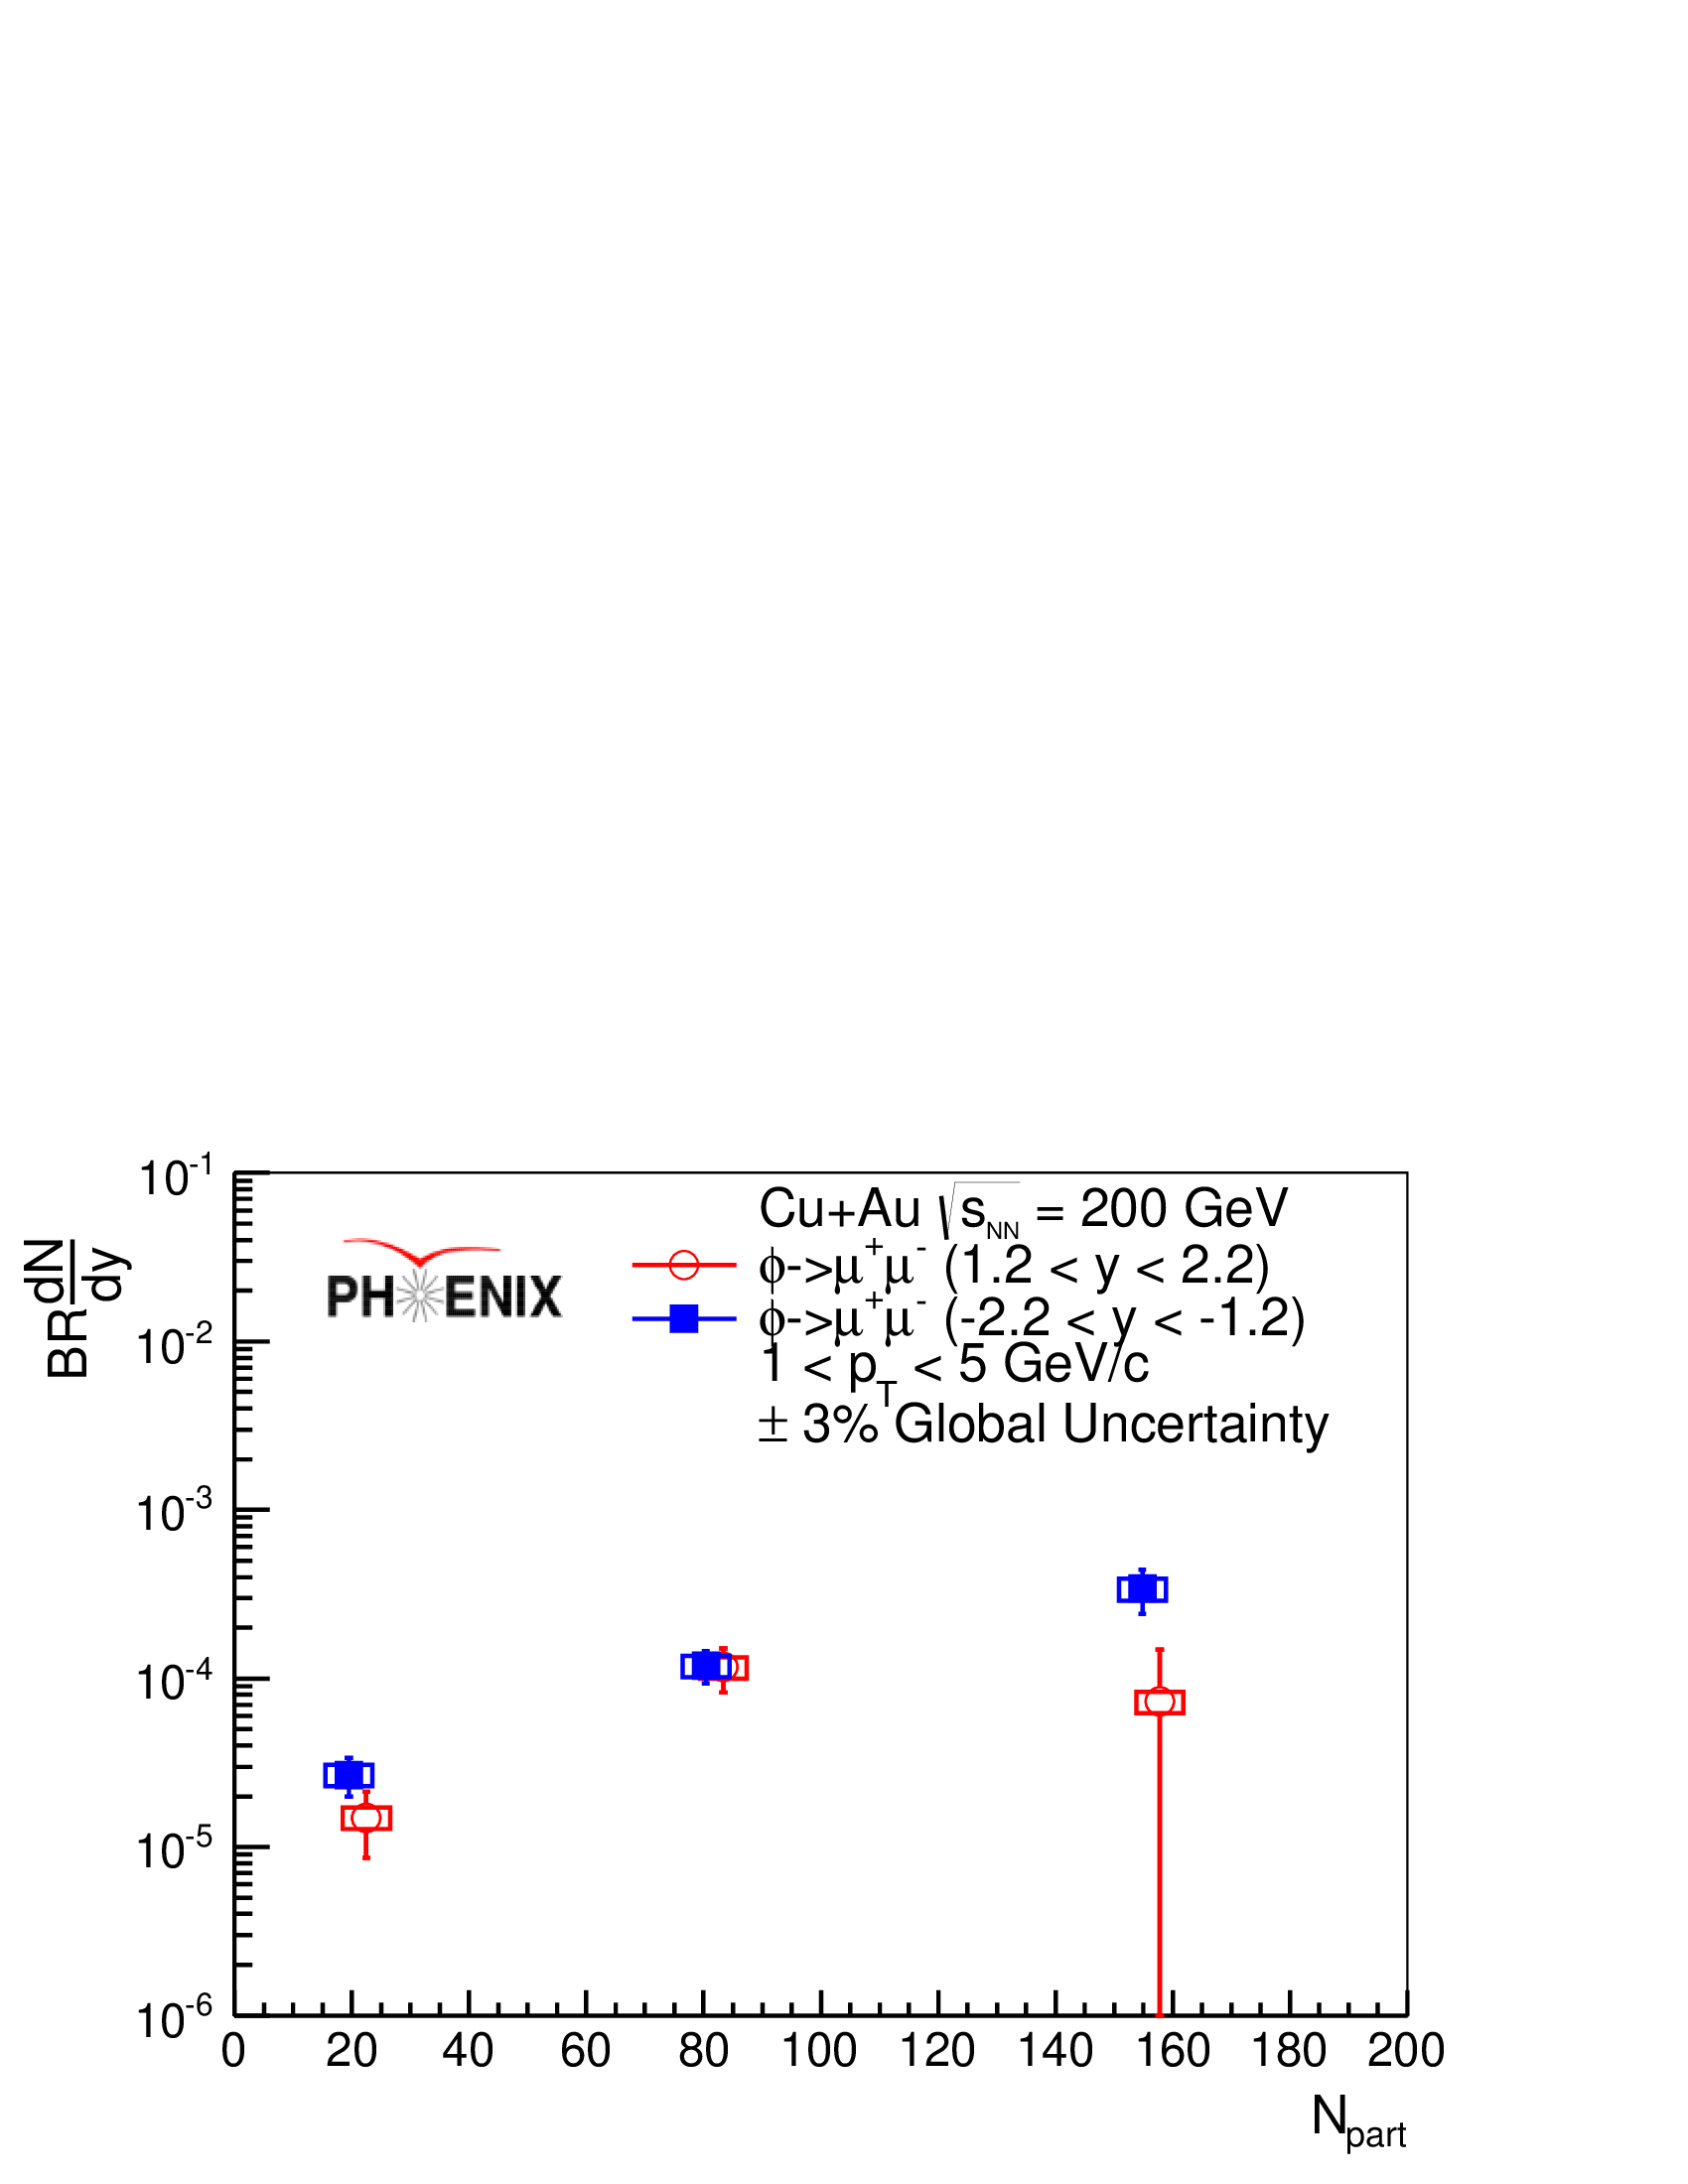 Cu+Au √s_NN = 200 GeV
ϕ->μ⁺μ⁻ (1.2 < y < 2.2)
ϕ->μ⁺μ⁻ (-2.2 < y < -1.2)
1 < p_T < 5 GeV/c
± 3% Global Uncertainty
PHENIX
BR dN/dy
10⁻¹
10⁻²
10⁻³
10⁻⁴
10⁻⁵
10⁻⁶
0 20 40 60 80 100 120 140 160 180 200
N_part